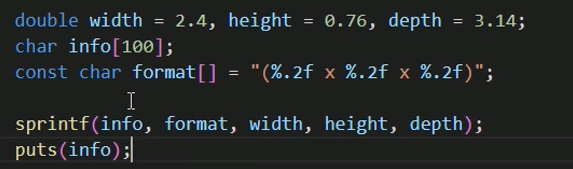 double width = 2.4, height = 0.76, depth = 3.14;
char info[100];
const char format[] = "(%.2f x %.2f x %.2f)";
sprintf(info, format, width, height, depth);
puts(info);